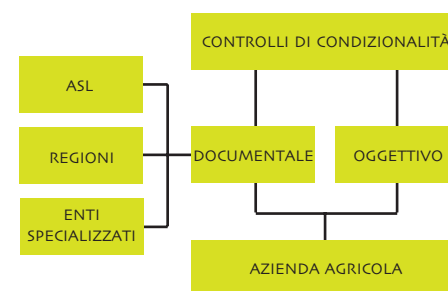 CONTROLLI DI CONDIZIONALITÀ
ASL
REGIONI
DOCUMENTALE
OGGETTIVO
ENTI
SPECIALIZZATI
AZIENDA AGRICOLA